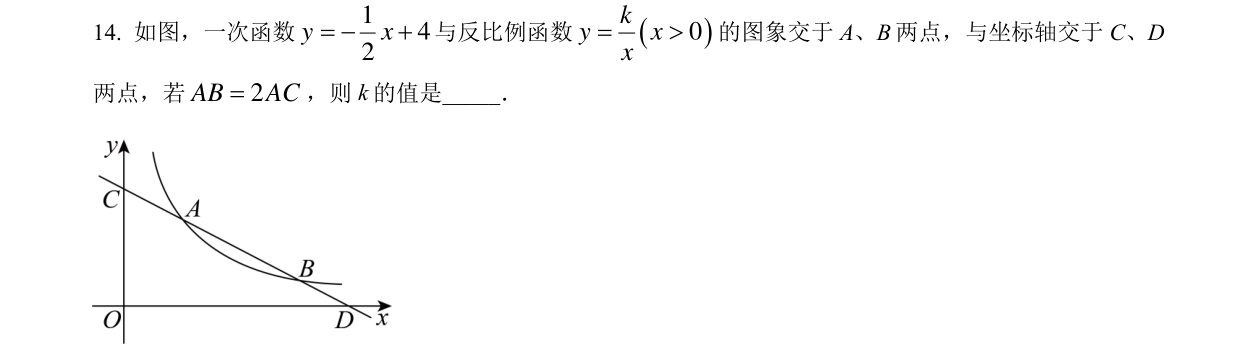 14. 如图，一次函数 y = -\frac{1}{2}x + 4 与反比例函数 y = \frac{k}{x}(x > 0) 的图象交于 A、B 两点，与坐标轴交于 C、D
两点，若 AB = 2AC，则 k 的值是_____．
y
C
A
B
O
D
x